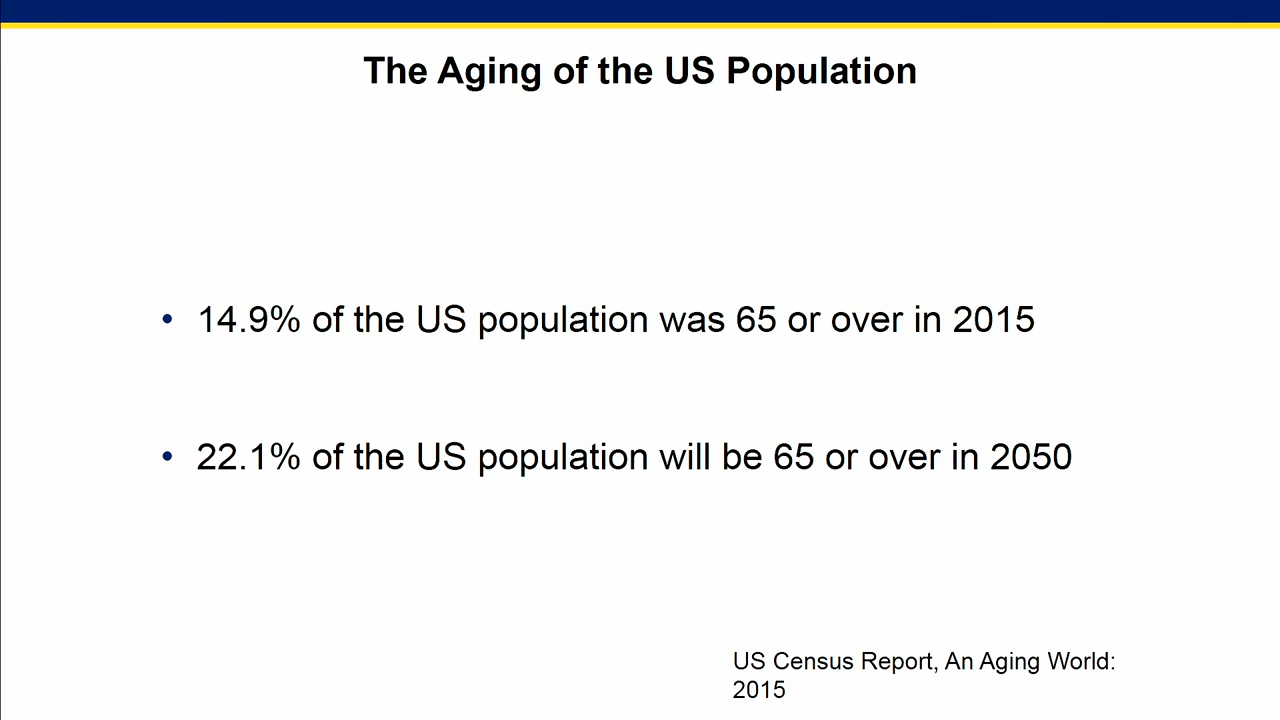 The Aging of the US Population
• 14.9% of the US population was 65 or over in 2015
• 22.1% of the US population will be 65 or over in 2050
US Census Report, An Aging World:
2015